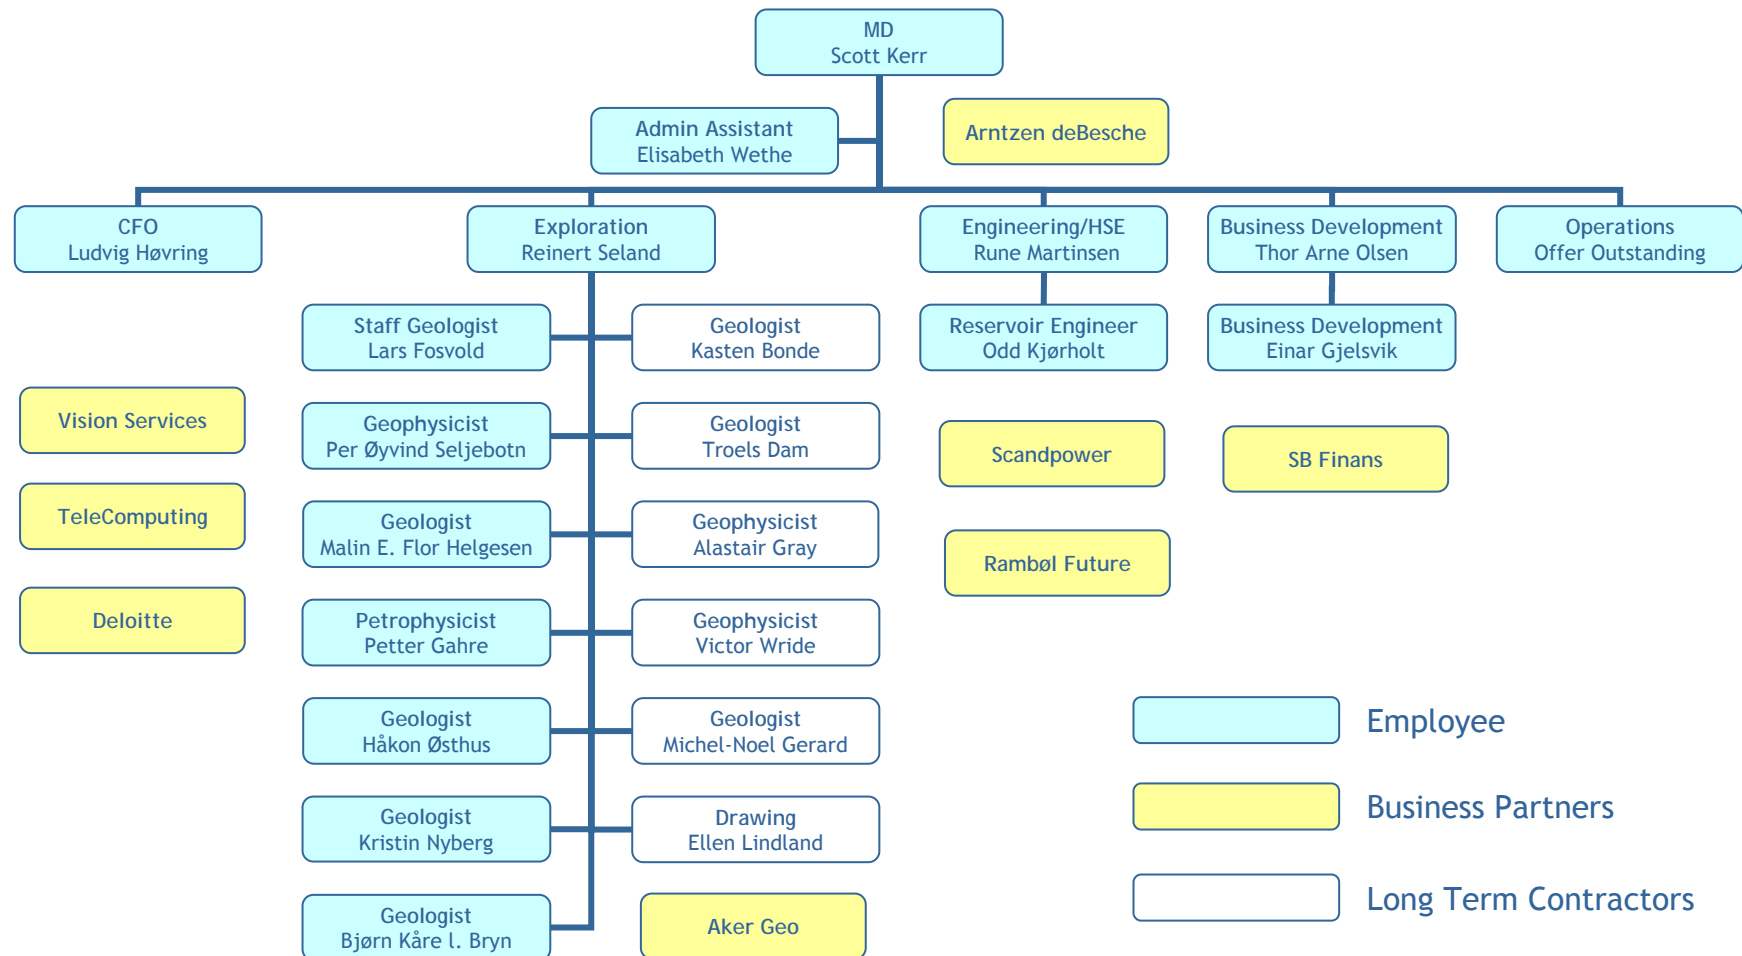 MD
Scott Kerr
Admin Assistant
Elisabeth Wethe
Arntzen deBesche
CFO
Ludvig Høvring
Exploration
Reinert Seland
Engineering/HSE
Rune Martinsen
Business Development
Thor Arne Olsen
Operations
Offer Outstanding
Staff Geologist
Lars Fosvold
Geologist
Kasten Bonde
Reservoir Engineer
Odd Kjørholt
Business Development
Einar Gjelsvik
Vision Services
Geophysicist
Per Øyvind Seljebotn
Geologist
Troels Dam
Scandpower
SB Finans
TeleComputing
Geologist
Malin E. Flor Helgesen
Geophysicist
Alastair Gray
Rambøl Future
Deloitte
Petrophysicist
Petter Gahre
Geophysicist
Victor Wride
Geologist
Håkon Østhus
Geologist
Michel-Noel Gerard
Employee
Geologist
Kristin Nyberg
Drawing
Ellen Lindland
Business Partners
Geologist
Bjørn Kåre l. Bryn
Aker Geo
Long Term Contractors